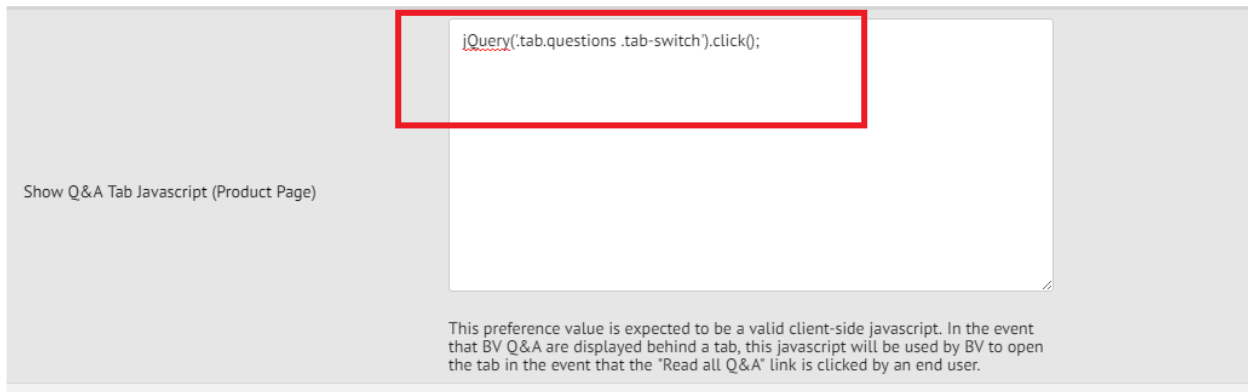 jQuery('.tab.questions .tab-switch').click();
Show Q&A Tab Javascript (Product Page)
This preference value is expected to be a valid client-side javascript. In the event
that BV Q&A are displayed behind a tab, this javascript will be used by BV to open
the tab in the event that the "Read all Q&A" link is clicked by an end user.